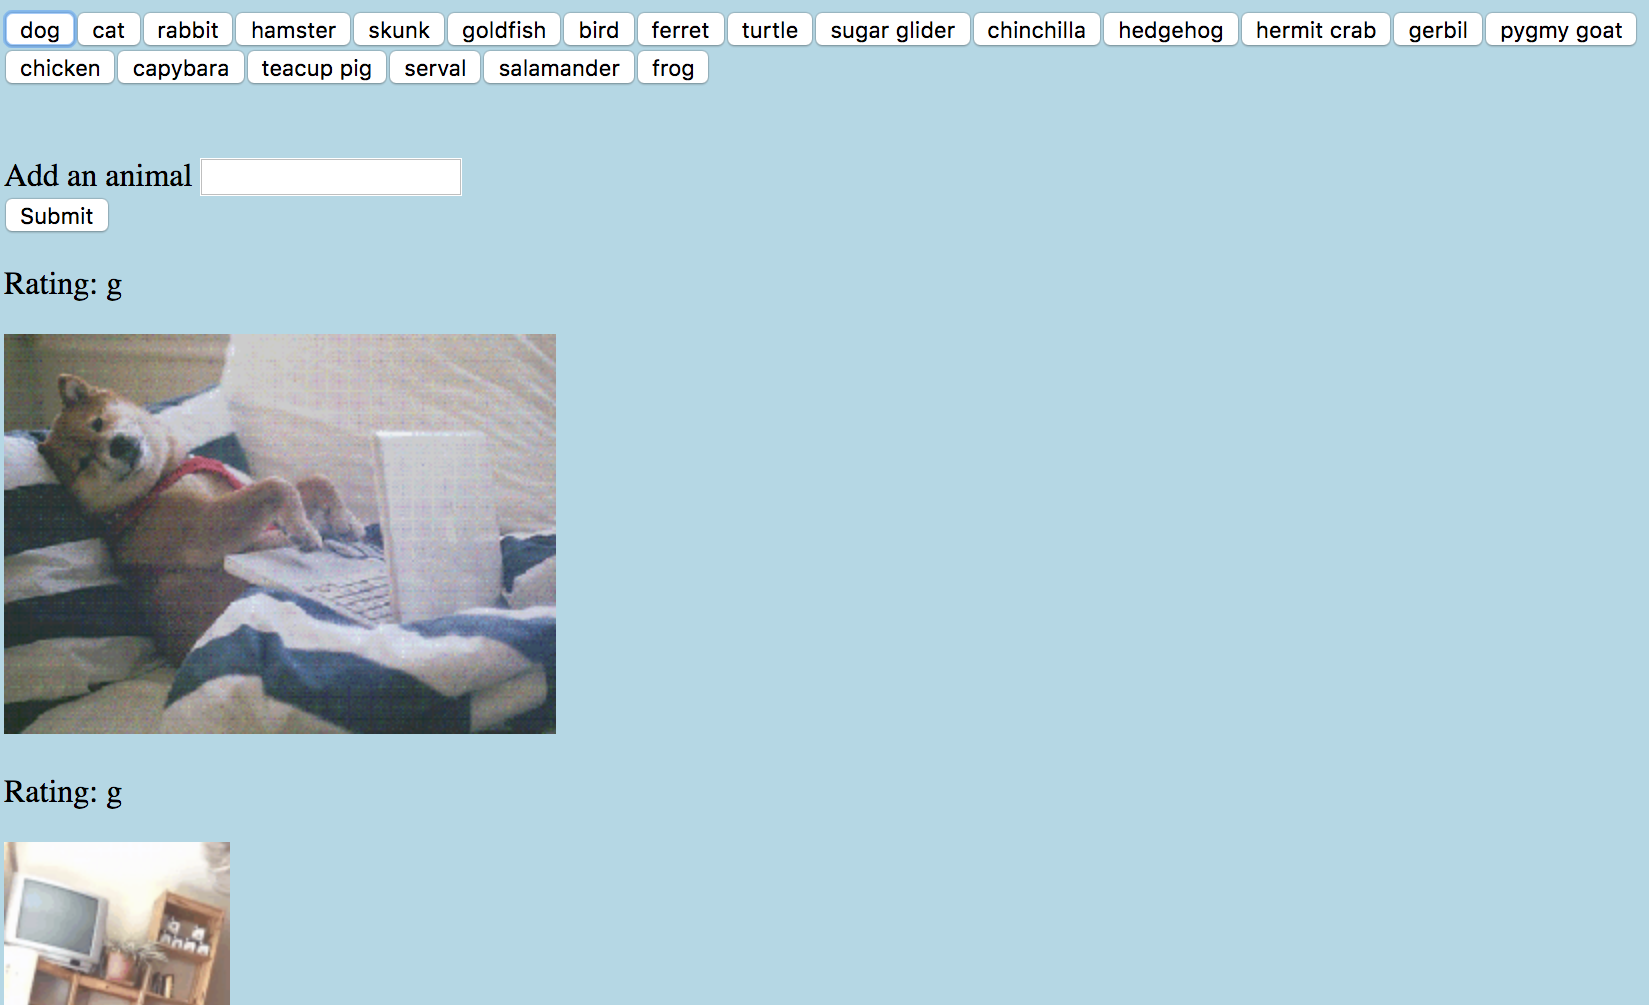 dog cat rabbit hamster skunk goldfish bird ferret turtle sugar glider chinchilla hedgehog hermit crab gerbil pygmy goat
chicken capybara teacup pig serval salamander frog
Add an animal
Submit
Rating: g
Rating: g